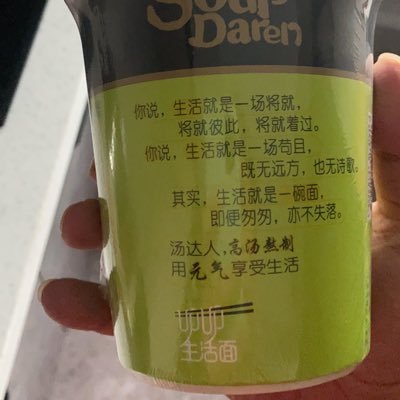 Soup
Daren
你说，生活就是一场将就，
将就彼此，将就着过。
你说，生活就是一场苟且，
既无远方，也无诗歌。
其实，生活就是一碗面，
即便匆匆，亦不失落。
汤达人，高汤熬制
用元气享受生活
生活面